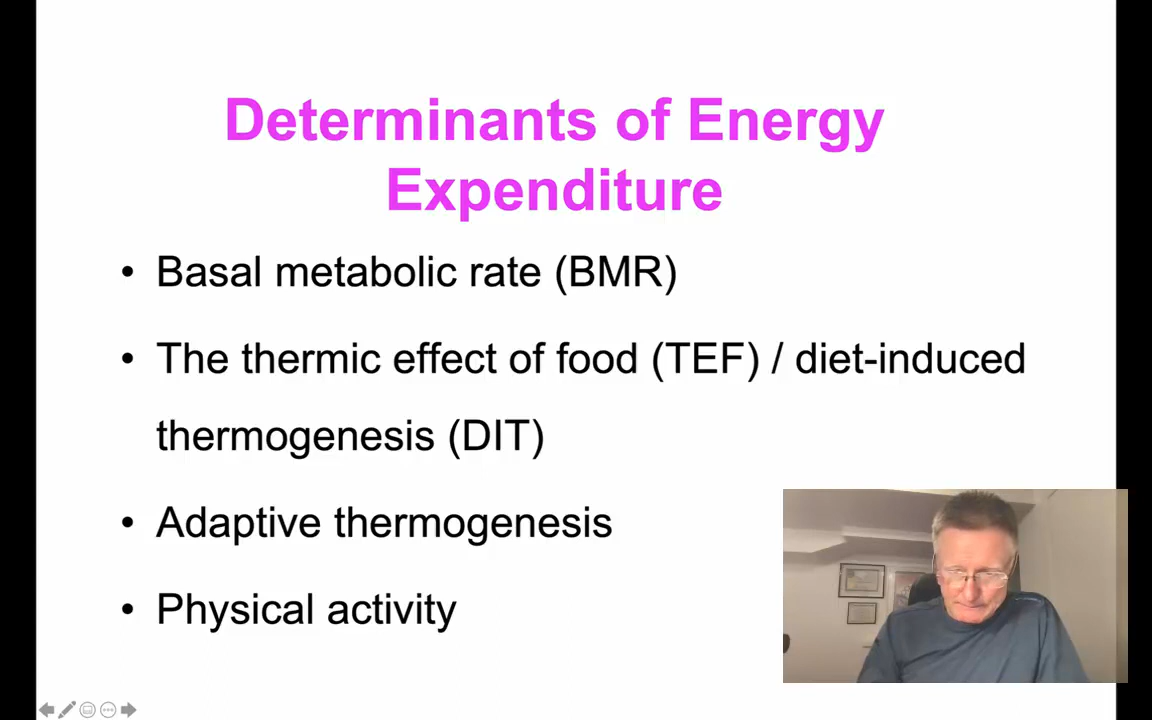 Determinants of Energy
Expenditure
• Basal metabolic rate (BMR)
• The thermic effect of food (TEF) / diet-induced
thermogenesis (DIT)
• Adaptive thermogenesis
• Physical activity